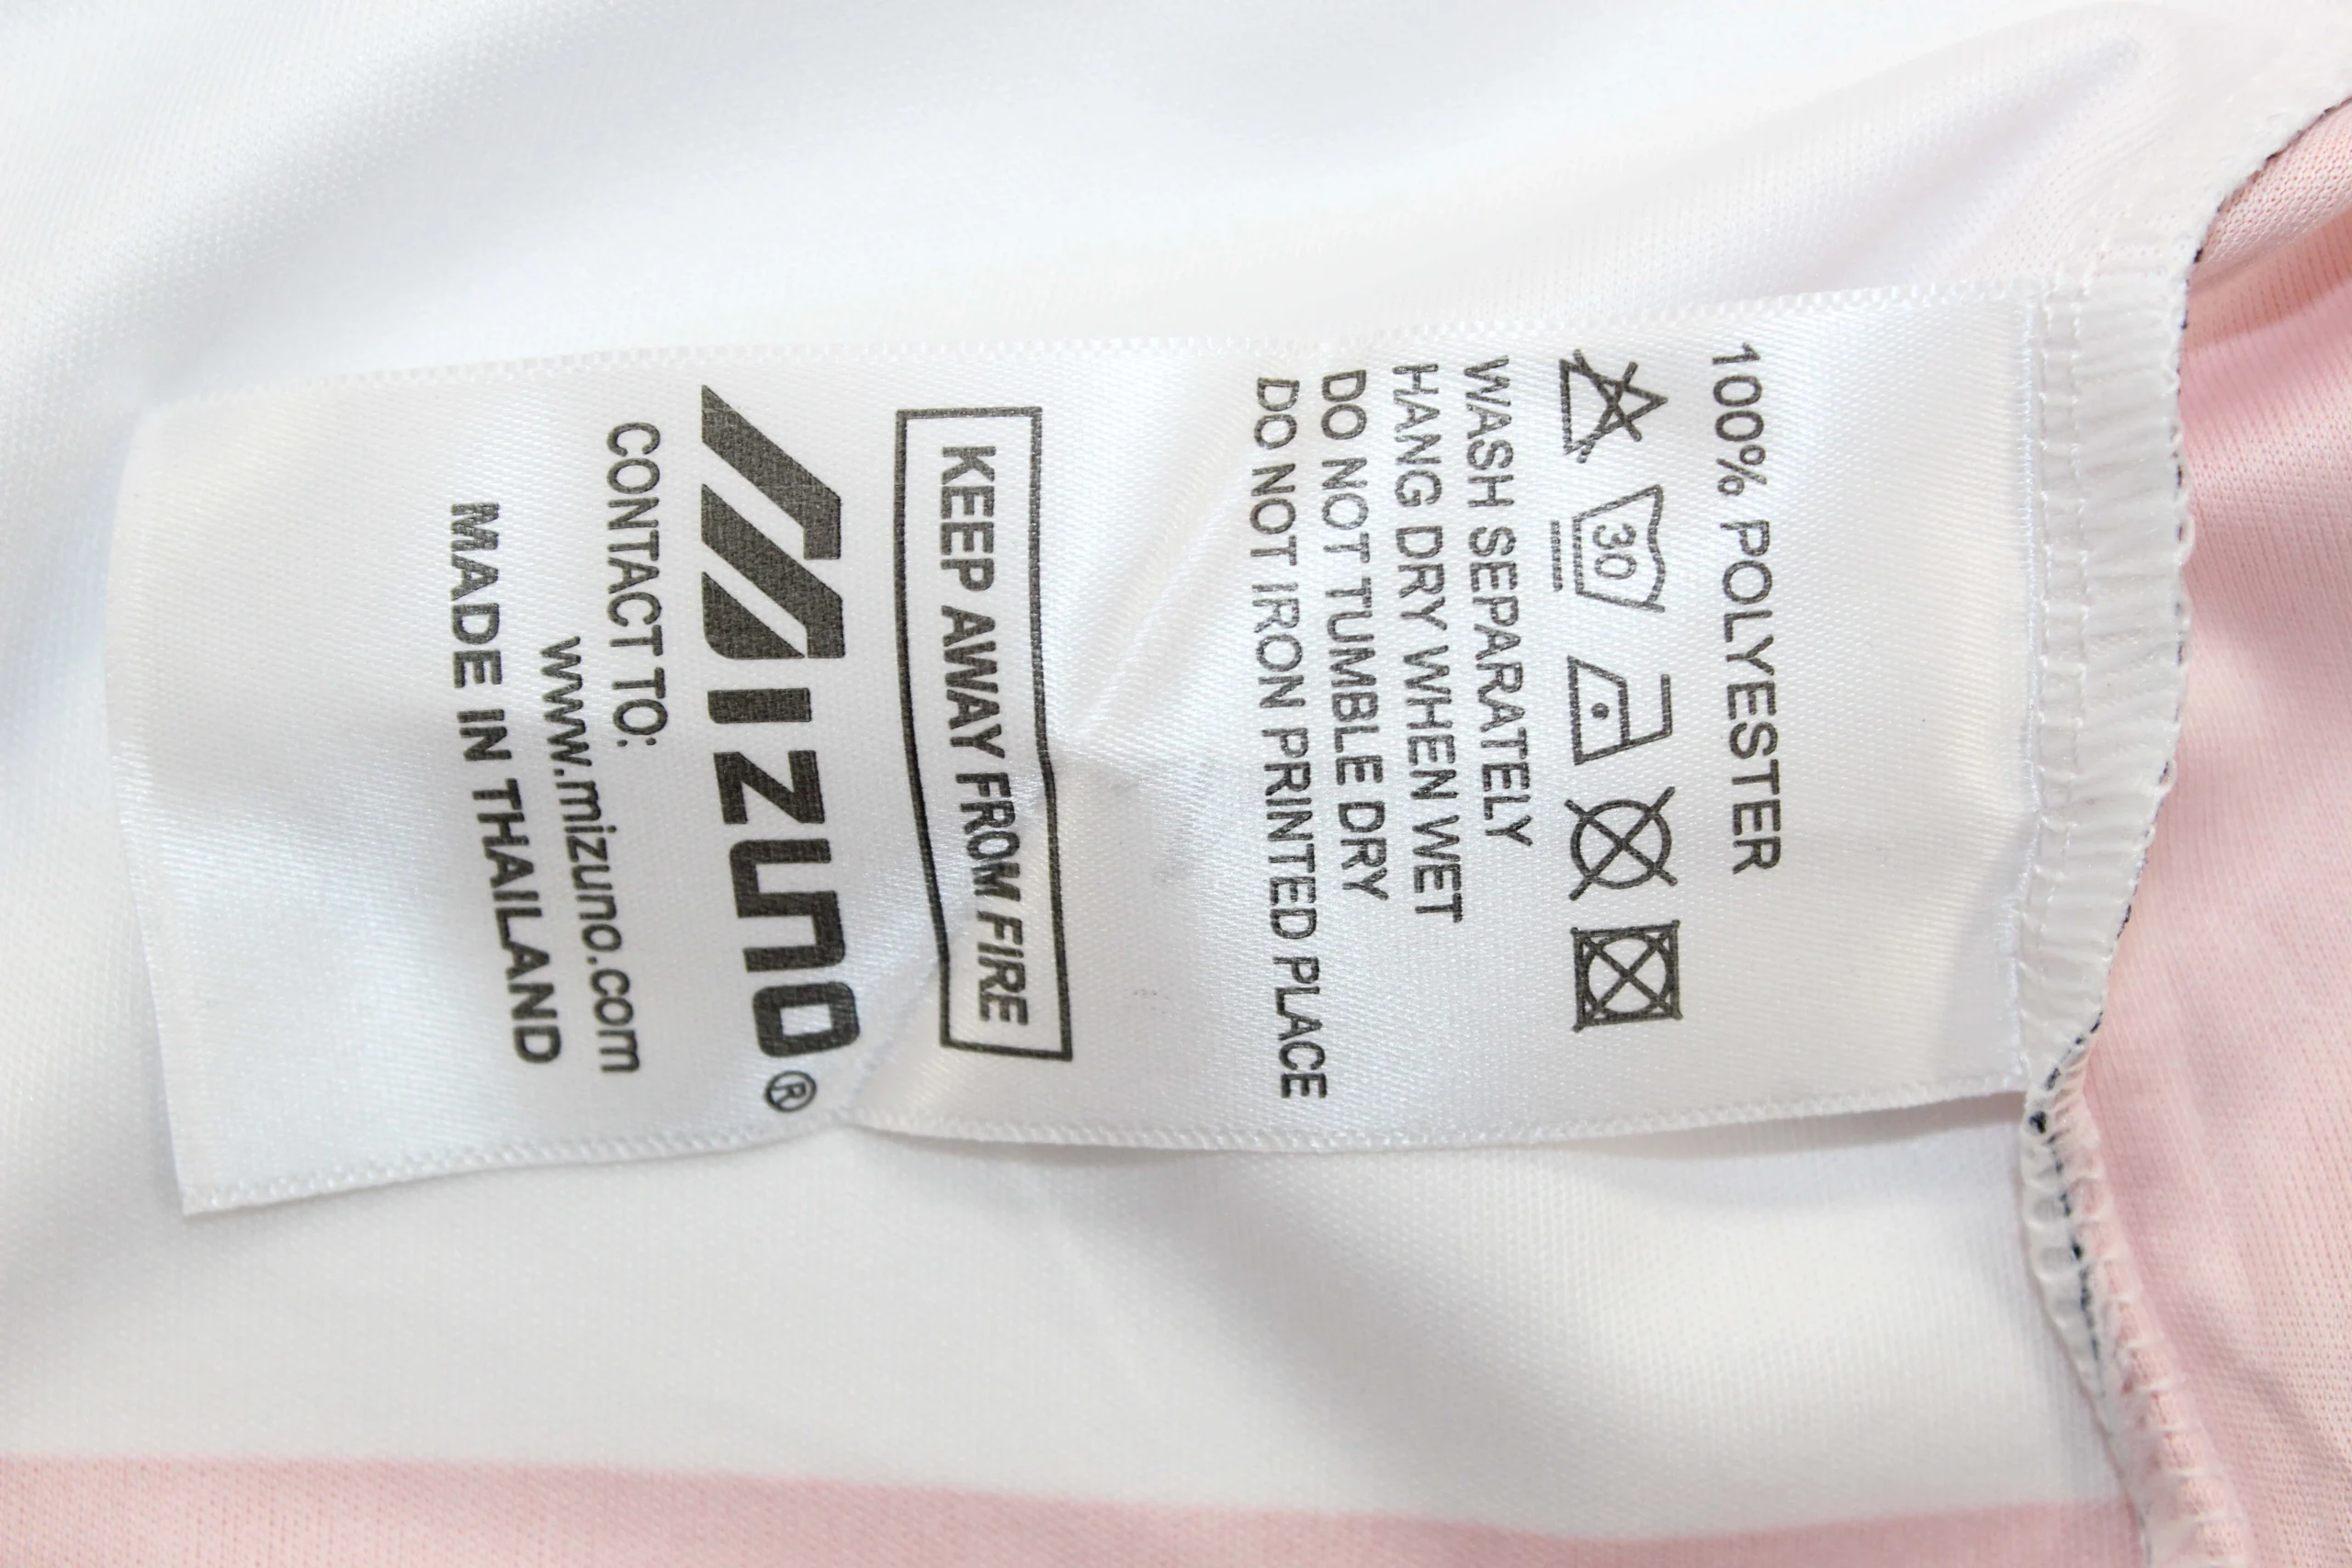 100% POLYESTER
30
WASH SEPARATELY
HANG DRY WHEN WET
DO NOT TUMBLE DRY
DO NOT IRON PRINTED PLACE
KEEP AWAY FROM FIRE
mizuno®
CONTACT TO:
www.mizuno.com
MADE IN THAILAND